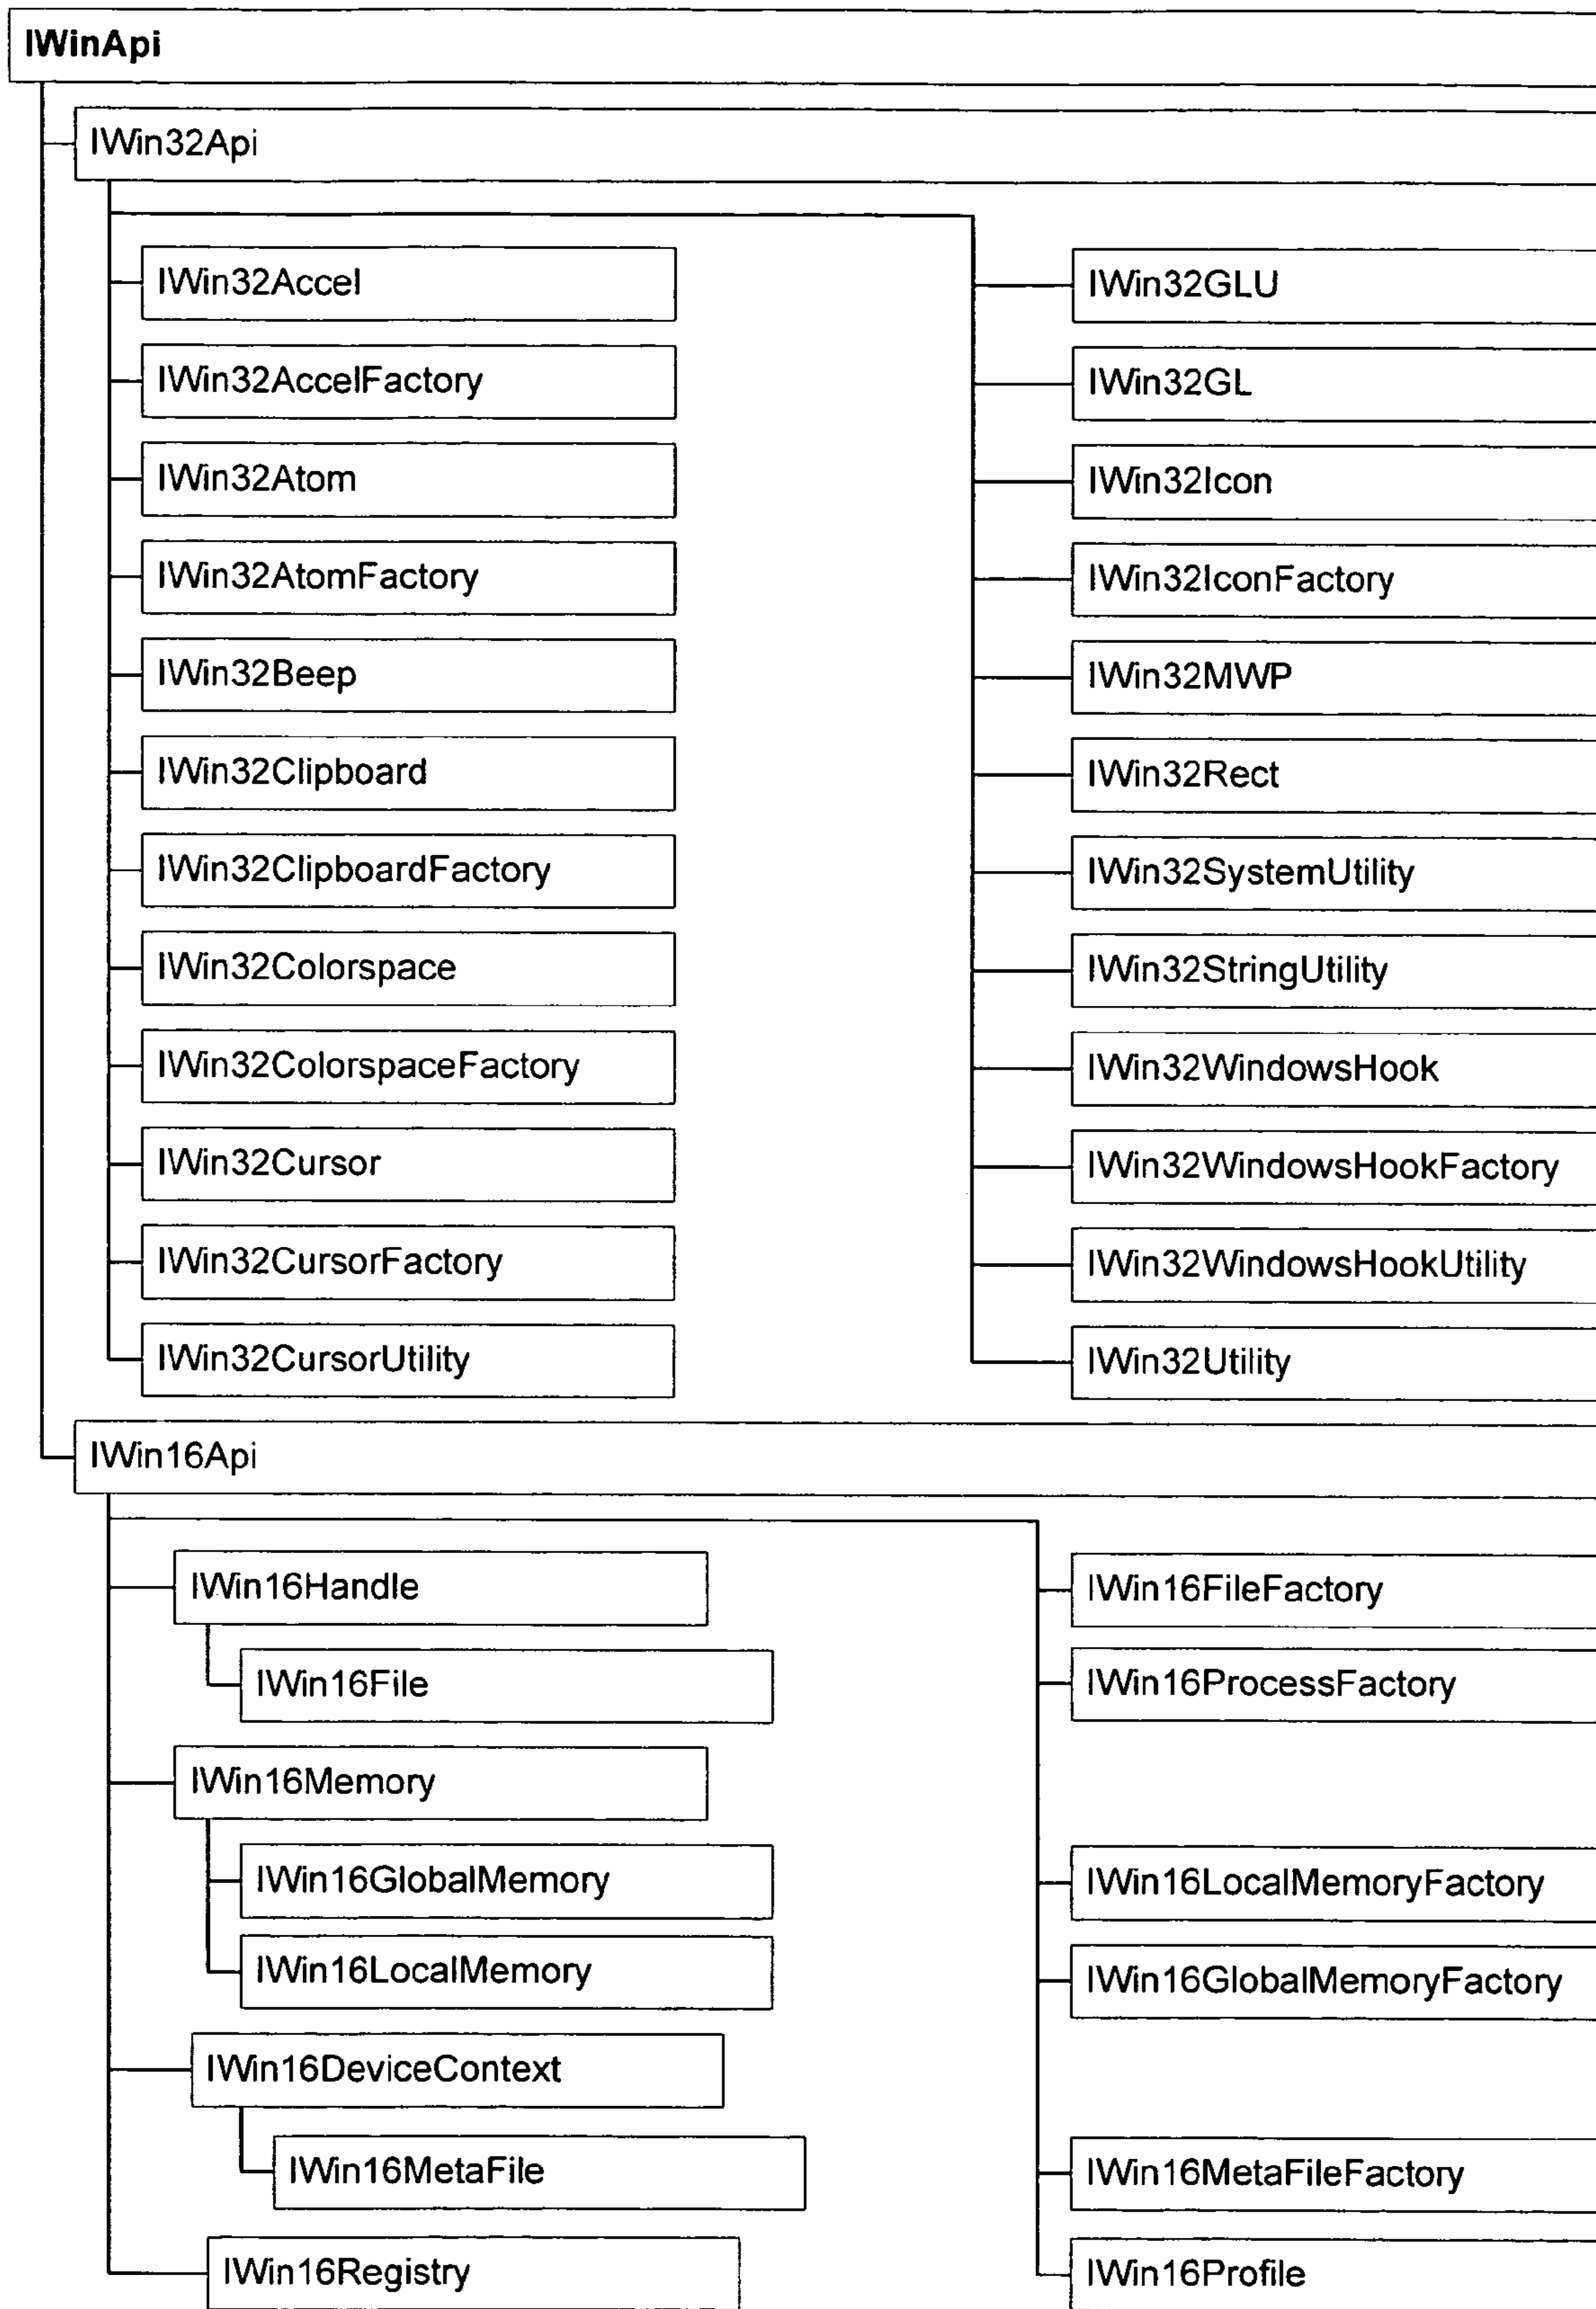 IWinApi
IWin32Api
IWin32Accel
IWin32AccelFactory
IWin32Atom
IWin32AtomFactory
IWin32Beep
IWin32Clipboard
IWin32ClipboardFactory
IWin32Colorspace
IWin32ColorspaceFactory
IWin32Cursor
IWin32CursorFactory
IWin32CursorUtility
IWin32GLU
IWin32GL
IWin32Icon
IWin32IconFactory
IWin32MWP
IWin32Rect
IWin32SystemUtility
IWin32StringUtility
IWin32WindowsHook
IWin32WindowsHookFactory
IWin32WindowsHookUtility
IWin32Utility
IWin16Api
IWin16Handle
IWin16File
IWin16Memory
IWin16GlobalMemory
IWin16LocalMemory
IWin16DeviceContext
IWin16MetaFile
IWin16Registry
IWin16FileFactory
IWin16ProcessFactory
IWin16LocalMemoryFactory
IWin16GlobalMemoryFactory
IWin16MetaFileFactory
IWin16Profile